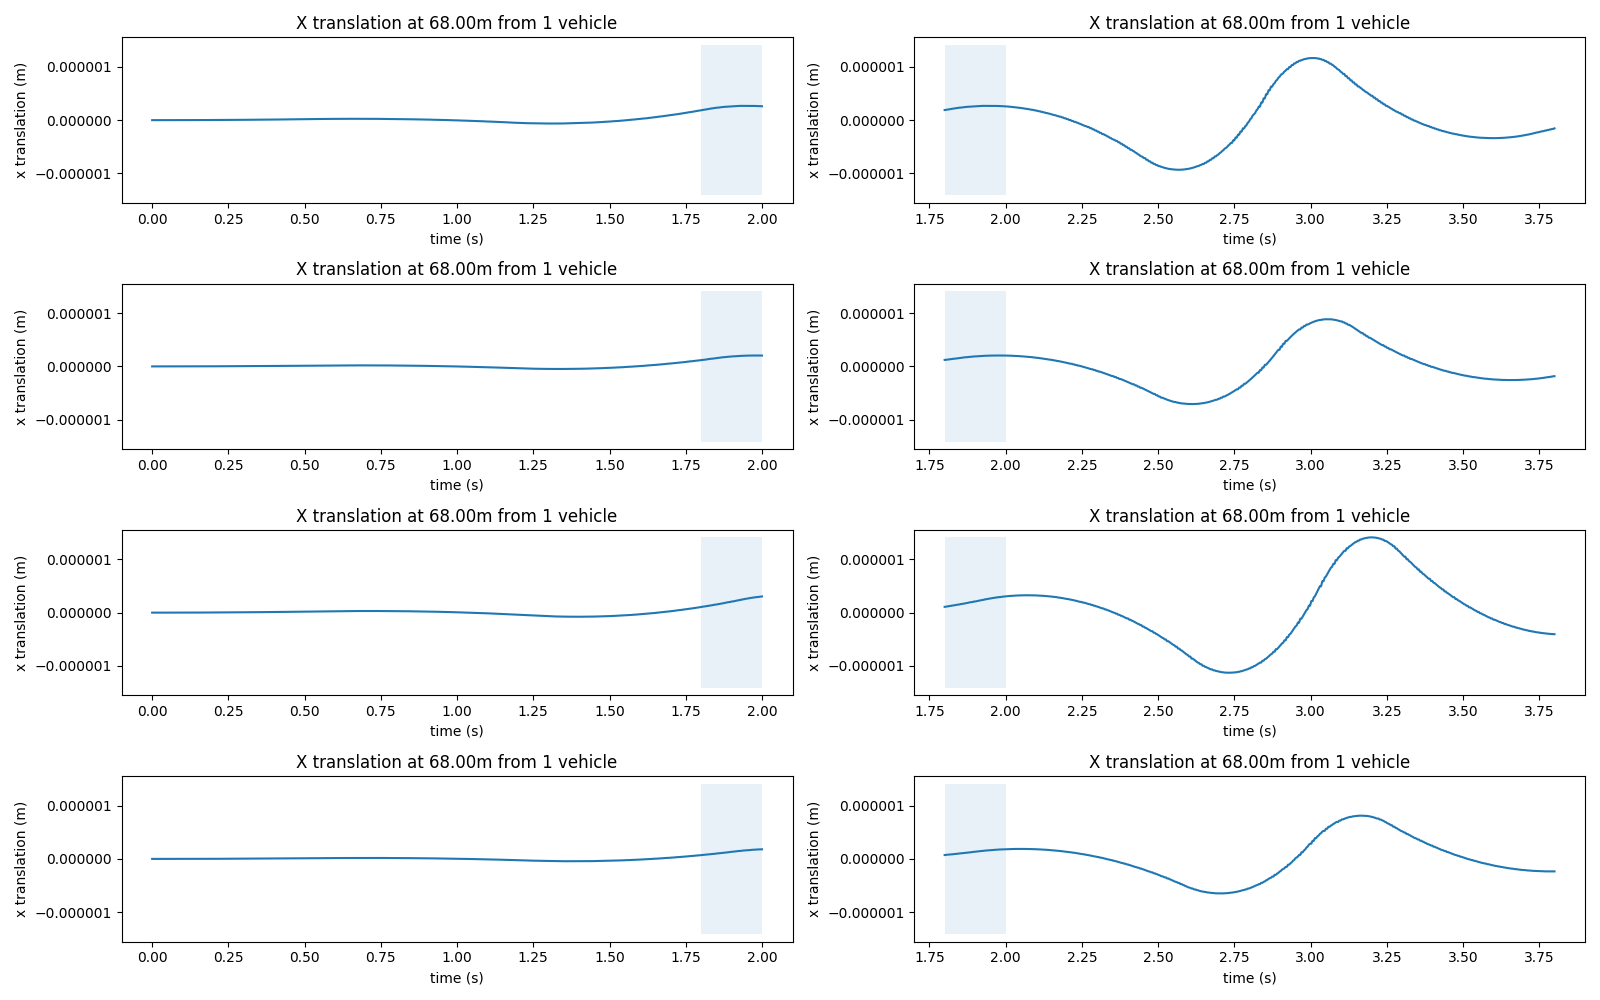 X translation at 68.00m from 1 vehicle
x translation (m)
0.000001
0.000000
−0.000001
0.00 0.25 0.50 0.75 1.00 1.25 1.50 1.75 2.00
time (s)
X translation at 68.00m from 1 vehicle
x translation (m)
0.000001
0.000000
−0.000001
1.75 2.00 2.25 2.50 2.75 3.00 3.25 3.50 3.75
time (s)
X translation at 68.00m from 1 vehicle
x translation (m)
0.000001
0.000000
−0.000001
0.00 0.25 0.50 0.75 1.00 1.25 1.50 1.75 2.00
time (s)
X translation at 68.00m from 1 vehicle
x translation (m)
0.000001
0.000000
−0.000001
1.75 2.00 2.25 2.50 2.75 3.00 3.25 3.50 3.75
time (s)
X translation at 68.00m from 1 vehicle
x translation (m)
0.000001
0.000000
−0.000001
0.00 0.25 0.50 0.75 1.00 1.25 1.50 1.75 2.00
time (s)
X translation at 68.00m from 1 vehicle
x translation (m)
0.000001
0.000000
−0.000001
1.75 2.00 2.25 2.50 2.75 3.00 3.25 3.50 3.75
time (s)
X translation at 68.00m from 1 vehicle
x translation (m)
0.000001
0.000000
−0.000001
0.00 0.25 0.50 0.75 1.00 1.25 1.50 1.75 2.00
time (s)
X translation at 68.00m from 1 vehicle
x translation (m)
0.000001
0.000000
−0.000001
1.75 2.00 2.25 2.50 2.75 3.00 3.25 3.50 3.75
time (s)